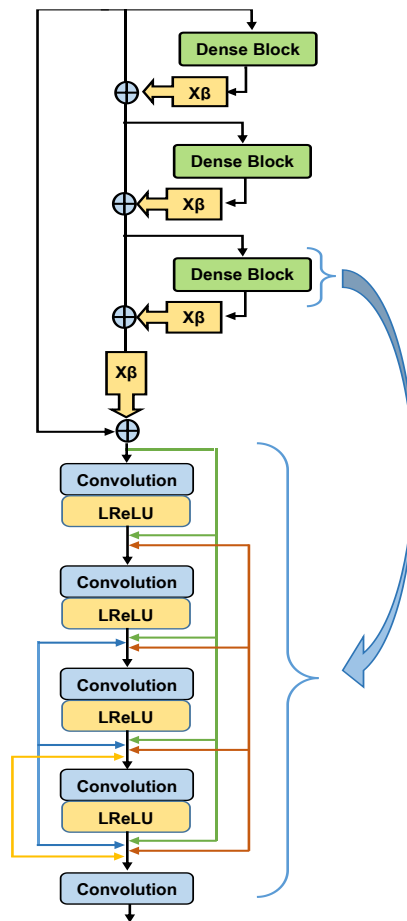 Dense Block
Xβ
Dense Block
Xβ
Dense Block
Xβ
Xβ
Convolution
LReLU
Convolution
LReLU
Convolution
LReLU
Convolution
LReLU
Convolution